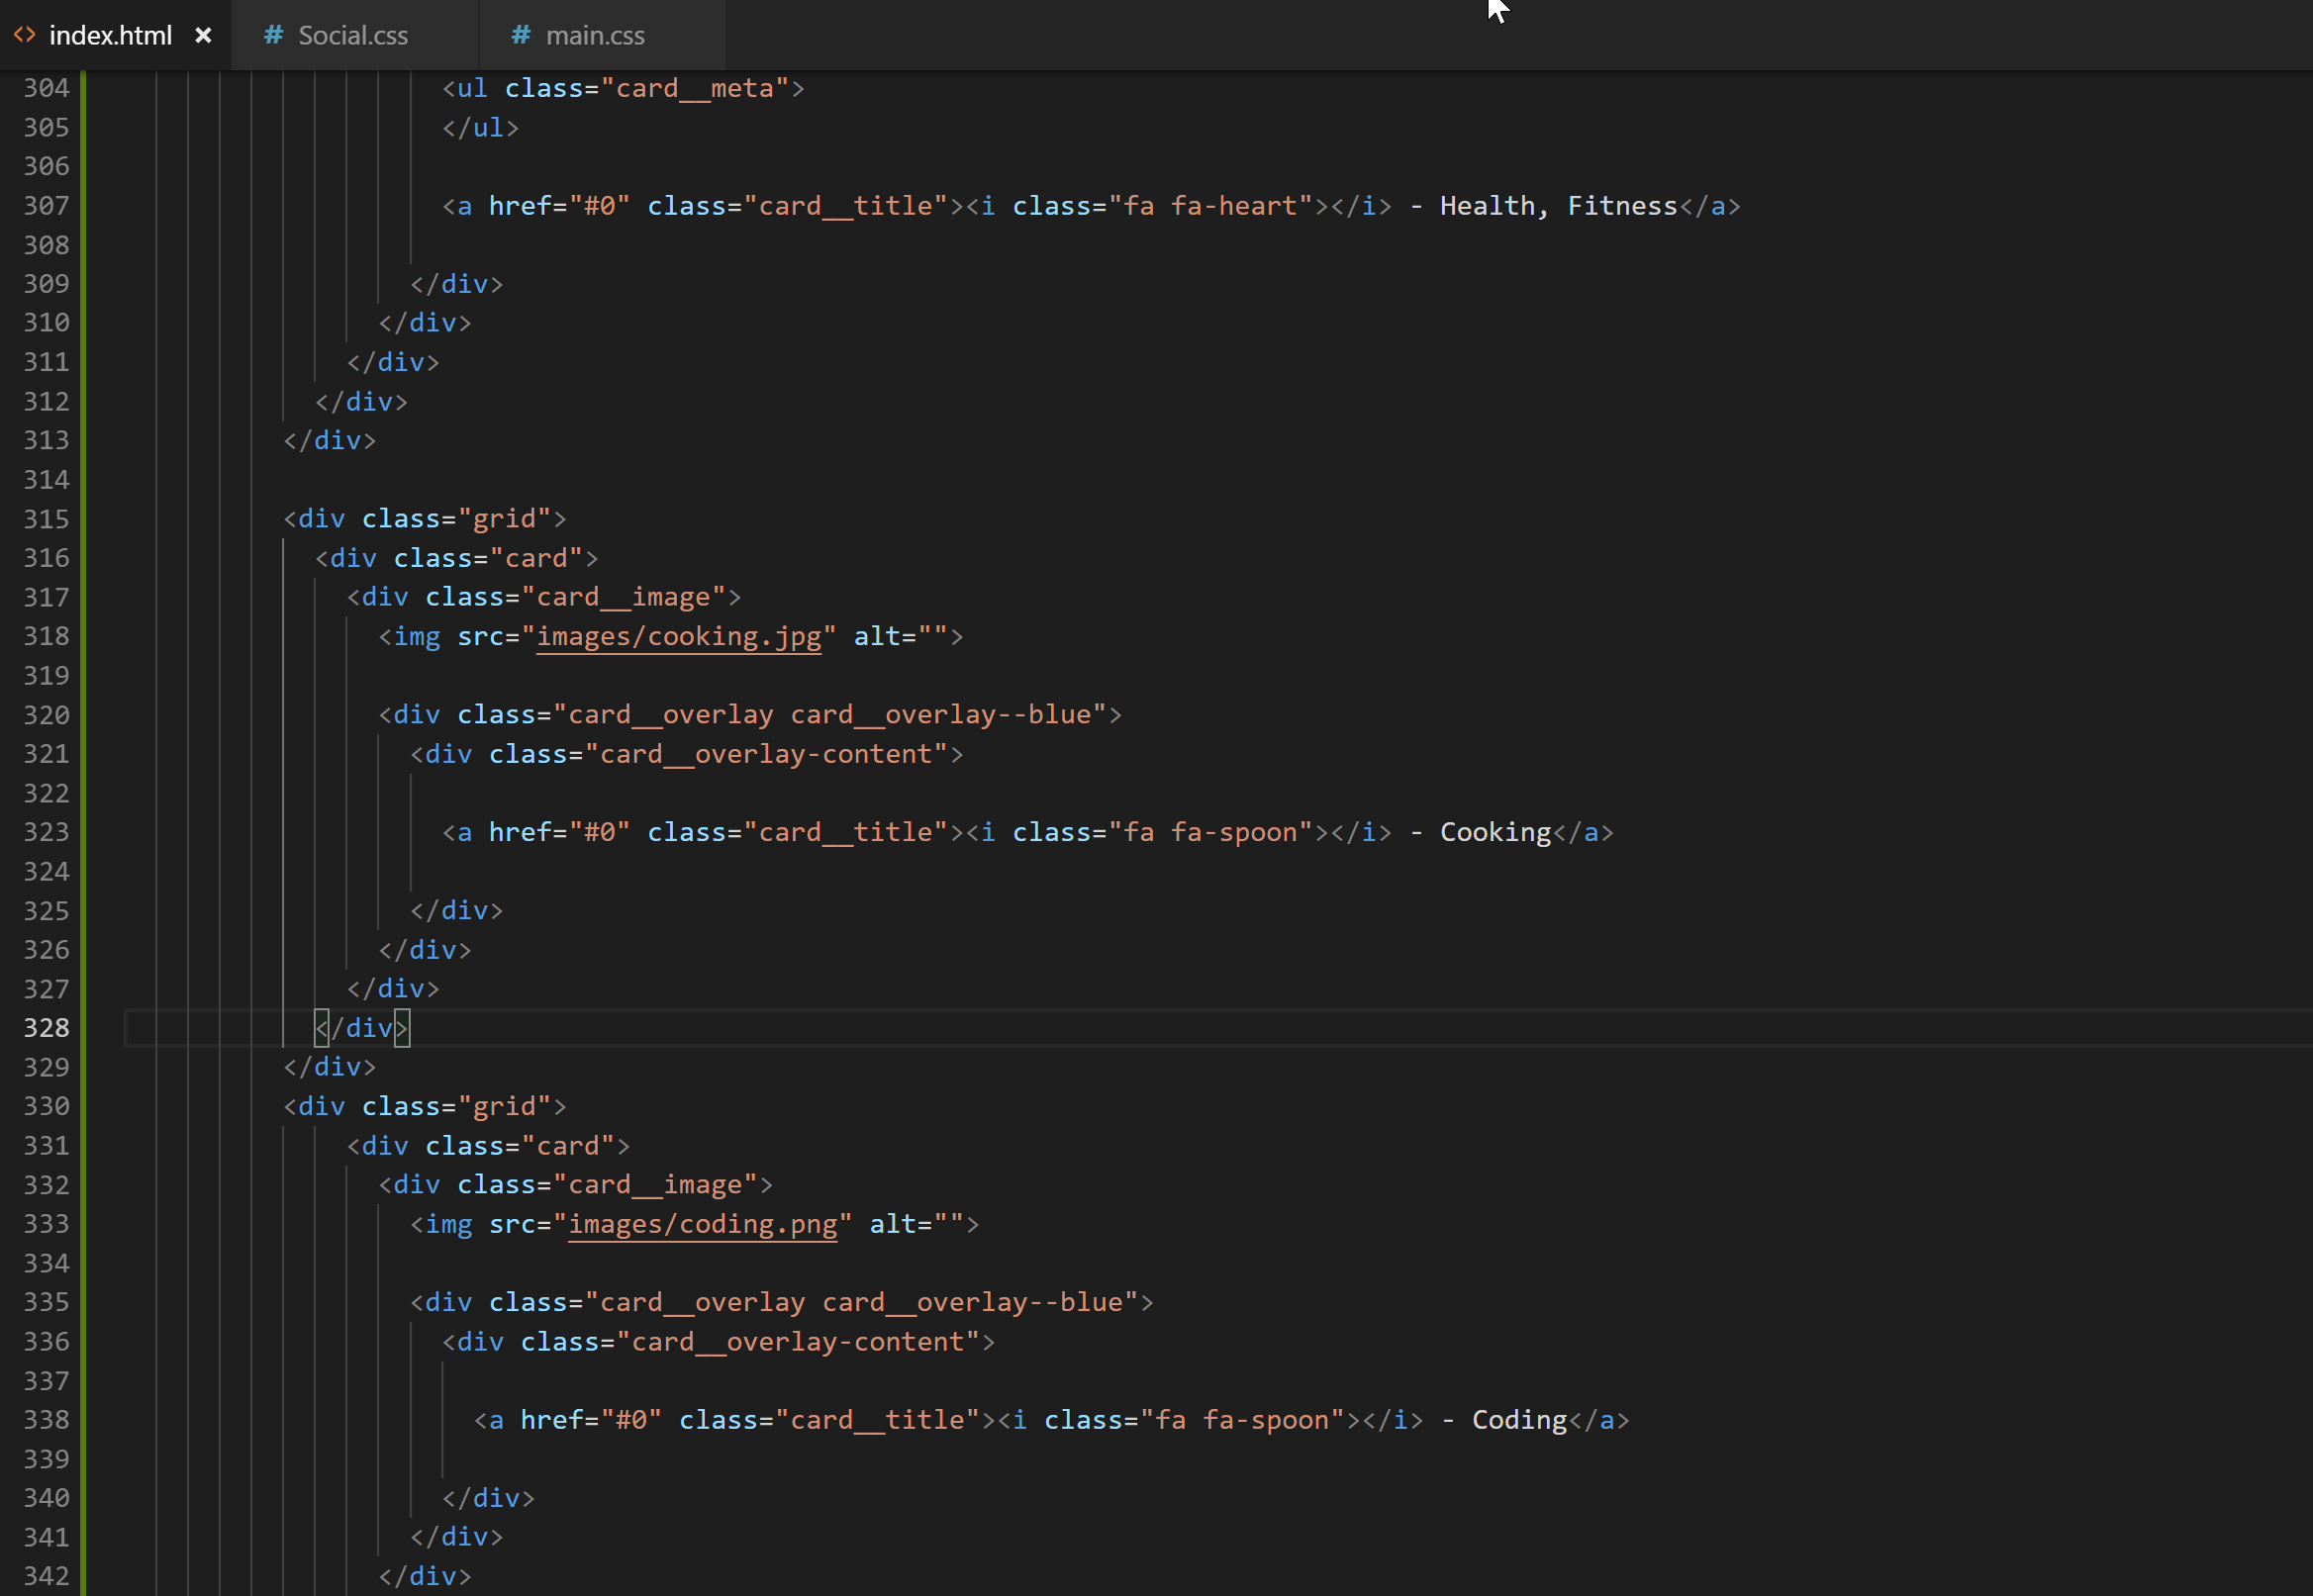 index.html × # Social.css # main.css
304 <ul class="card__meta">
305 </ul>
306
307 <a href="#0" class="card__title"><i class="fa fa-heart"></i> - Health, Fitness</a>
308
309 </div>
310 </div>
311 </div>
312 </div>
313 </div>
314
315 <div class="grid">
316 <div class="card">
317 <div class="card__image">
318 <img src="images/cooking.jpg" alt="">
319
320 <div class="card__overlay card__overlay--blue">
321 <div class="card__overlay-content">
322
323 <a href="#0" class="card__title"><i class="fa fa-spoon"></i> - Cooking</a>
324
325 </div>
326 </div>
327 </div>
328 </div>
329 </div>
330 <div class="grid">
331 <div class="card">
332 <div class="card__image">
333 <img src="images/coding.png" alt="">
334
335 <div class="card__overlay card__overlay--blue">
336 <div class="card__overlay-content">
337
338 <a href="#0" class="card__title"><i class="fa fa-spoon"></i> - Coding</a>
339
340 </div>
341 </div>
342 </div>